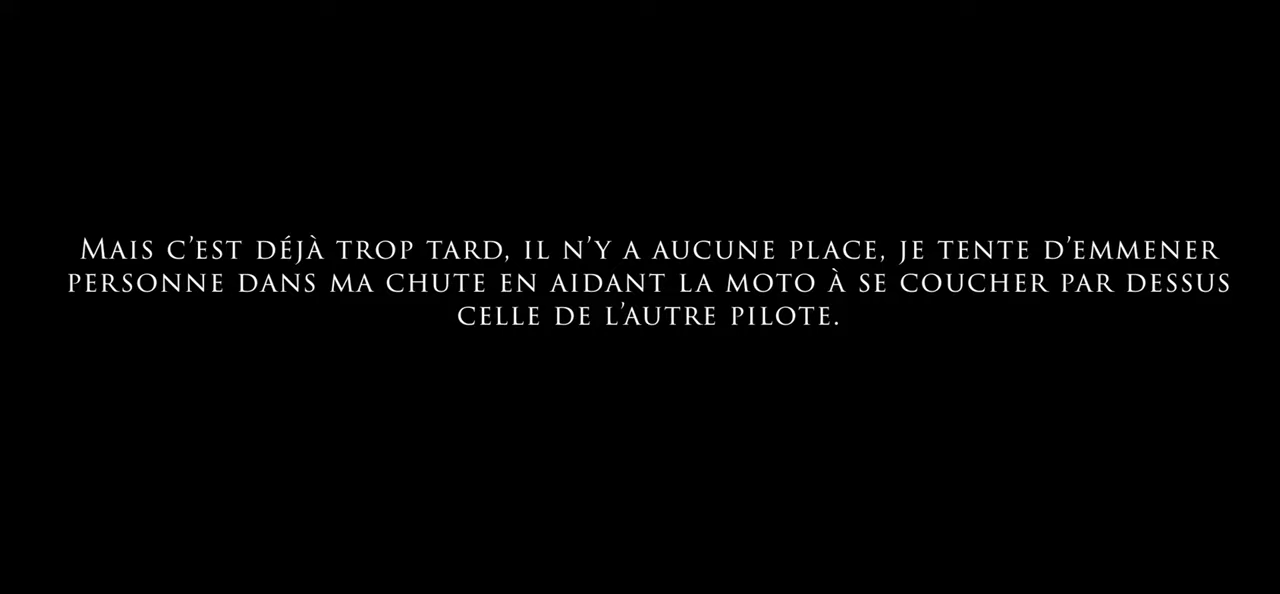 Mais c’est déjà trop tard, il n’y a aucune place, je tente d’emmener
personne dans ma chute en aidant la moto à se coucher par dessus
celle de l’autre pilote.